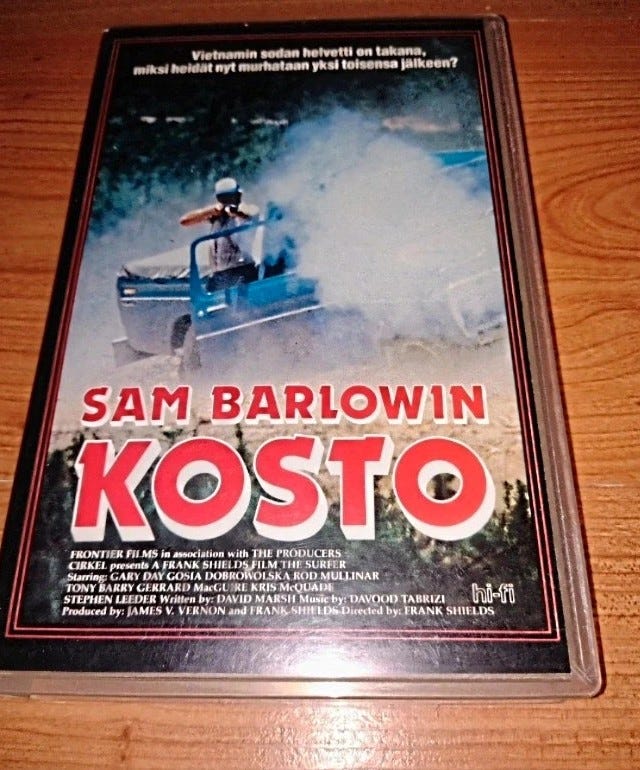 Vietnamin sodan helvetti on takana,
miksi heidät nyt murhataan yksi toisensa jälkeen?
SAM BARLOWIN
KOSTO
FRONTIER FILMS in association with THE PRODUCERS
CIRKEL presents A FRANK SHIELDS FILM THE SURFER
Starring: GARY DAY GOSIA DOBROWOLSKA ROD MULLINAR
TONY BARRY GERRARD MacGUIRE KRIS McQUADE
STEPHEN LEEDER Written by: DAVID MARSH Music by: DAVOOD TABRIZI
Produced by: JAMES V. VERNON and FRANK SHIELDS Directed by: FRANK SHIELDS
hi-fi